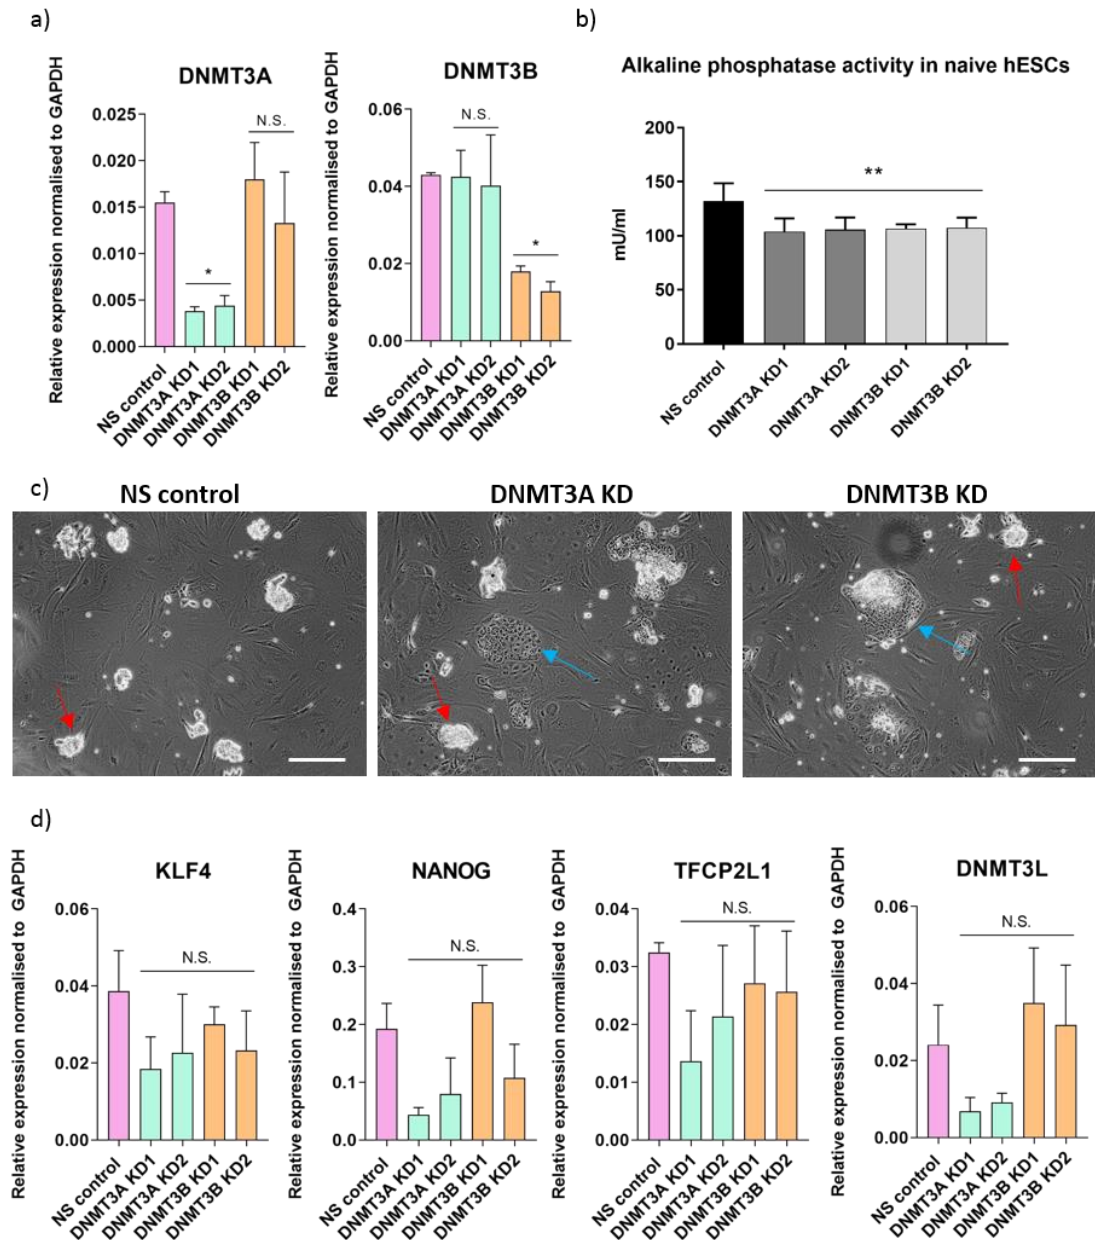 a)
DNMT3A
Relative expression normalised to GAPDH
0.025
0.020
0.015
0.010
0.005
0.000
N.S.
*
NS control
DNMT3A KD1
DNMT3A KD2
DNMT3B KD1
DNMT3B KD2
DNMT3B
Relative expression normalised to GAPDH
0.06
0.04
0.02
0.00
N.S.
*
NS control
DNMT3A KD1
DNMT3A KD2
DNMT3B KD1
DNMT3B KD2
b)
Alkaline phosphatase activity in naive hESCs
mU/ml
200
150
100
50
0
**
NS control
DNMT3A KD1
DNMT3A KD2
DNMT3B KD1
DNMT3B KD2
c)
NS control
DNMT3A KD
DNMT3B KD
d)
KLF4
Relative expression normalised to GAPDH
0.06
0.04
0.02
0.00
N.S.
NS control
DNMT3A KD1
DNMT3A KD2
DNMT3B KD1
DNMT3B KD2
NANOG
Relative expression normalised to GAPDH
0.4
0.3
0.2
0.1
0.0
N.S.
NS control
DNMT3A KD1
DNMT3A KD2
DNMT3B KD1
DNMT3B KD2
TFCP2L1
Relative expression normalised to GAPDH
0.04
0.03
0.02
0.01
0.00
N.S.
NS control
DNMT3A KD1
DNMT3A KD2
DNMT3B KD1
DNMT3B KD2
DNMT3L
Relative expression normalised to GAPDH
0.06
0.04
0.02
0.00
N.S.
NS control
DNMT3A KD1
DNMT3A KD2
DNMT3B KD1
DNMT3B KD2